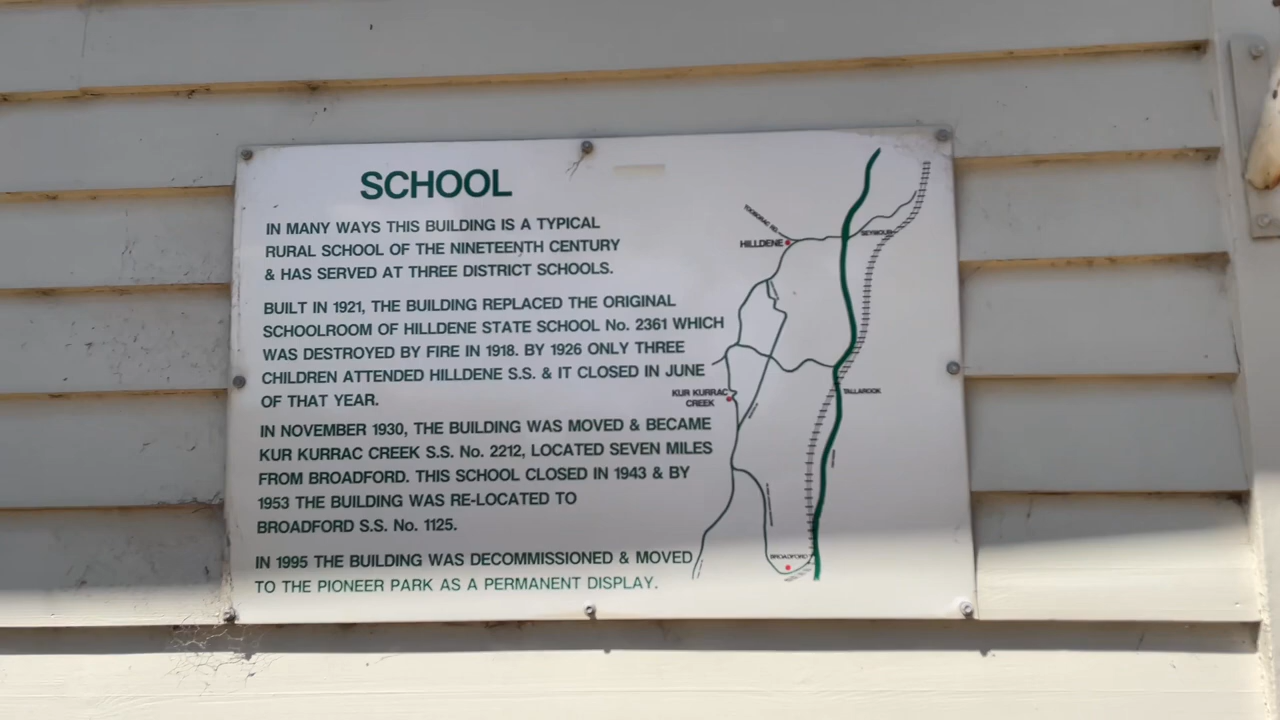 SCHOOL
IN MANY WAYS THIS BUILDING IS A TYPICAL
RURAL SCHOOL OF THE NINETEENTH CENTURY
& HAS SERVED AT THREE DISTRICT SCHOOLS.
BUILT IN 1921, THE BUILDING REPLACED THE ORIGINAL
SCHOOLROOM OF HILLDENE STATE SCHOOL No. 2361 WHICH
WAS DESTROYED BY FIRE IN 1918. BY 1926 ONLY THREE
CHILDREN ATTENDED HILLDENE S.S. & IT CLOSED IN JUNE
OF THAT YEAR.
IN NOVEMBER 1930, THE BUILDING WAS MOVED & BECAME
KUR KURRAC CREEK S.S. No. 2212, LOCATED SEVEN MILES
FROM BROADFORD. THIS SCHOOL CLOSED IN 1943 & BY
1953 THE BUILDING WAS RE-LOCATED TO
BROADFORD S.S. No. 1125.
IN 1995 THE BUILDING WAS DECOMMISSIONED & MOVED
TO THE PIONEER PARK AS A PERMANENT DISPLAY.
TOOBORAC RD.
HILLDENE
SEYMOUR
KUR KURRAC
CREEK
TALLAROOK
BROADFORD